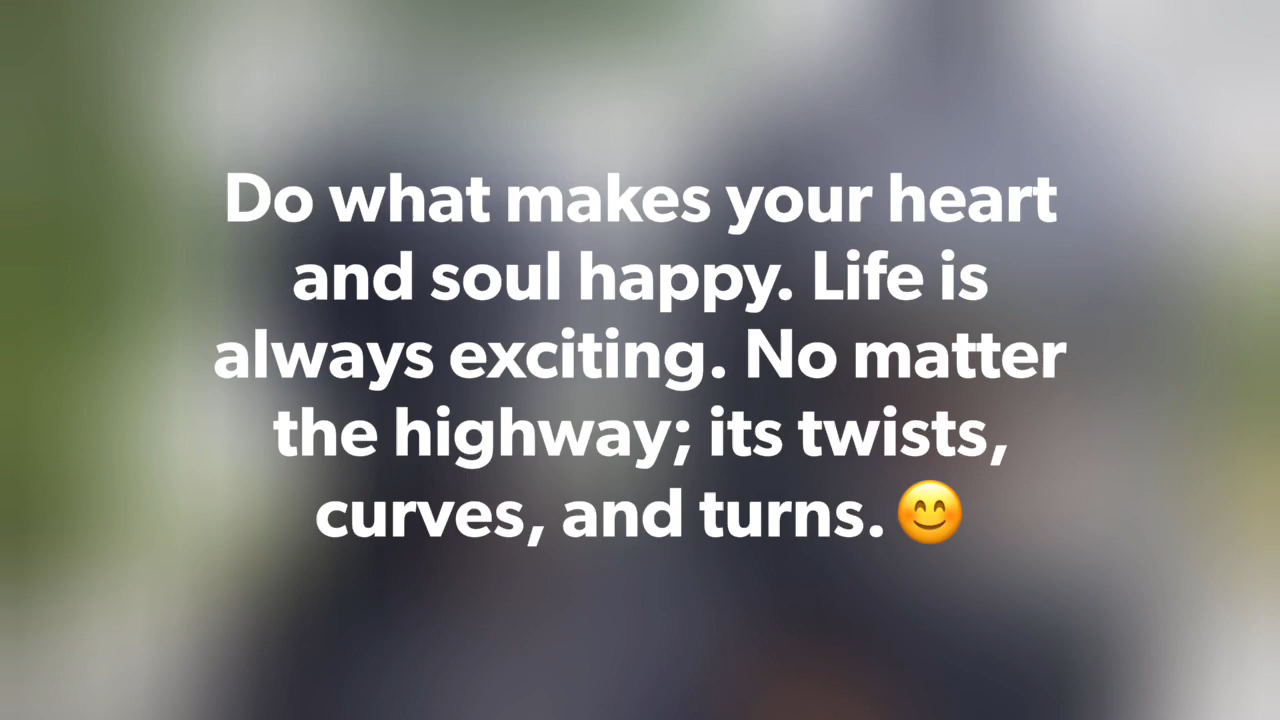 Do what makes your heart
and soul happy. Life is
always exciting. No matter
the highway; its twists,
curves, and turns. 😊